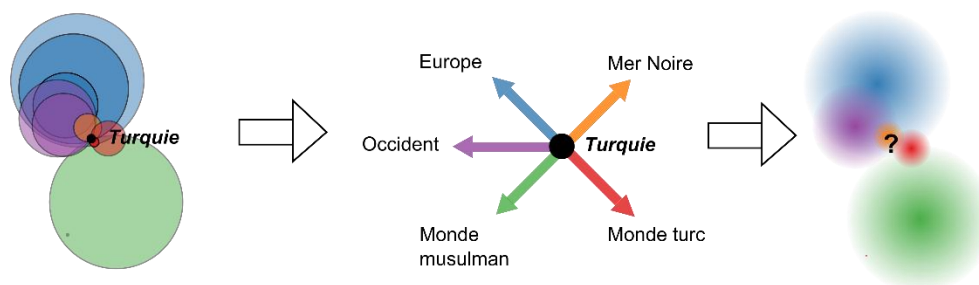 Turquie
Europe
Mer Noire
Occident
Turquie
Monde
musulman
Monde turc
?